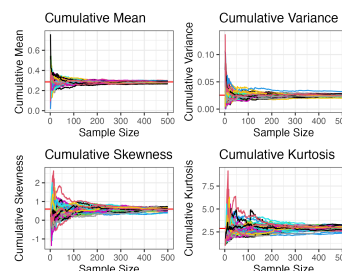 Cumulative Mean
Cumulative Mean
0.6
0.4
0.2
0.0
0 100 200 300 400 500
Sample Size
Cumulative Variance
Cumulative Variance
0.10
0.05
0.00
0 100 200 300 400 500
Sample Size
Cumulative Skewness
Cumulative Skewness
2
1
0
-1
0 100 200 300 400 500
Sample Size
Cumulative Kurtosis
Cumulative Kurtosis
7.5
5.0
2.5
0 100 200 300 400 500
Sample Size